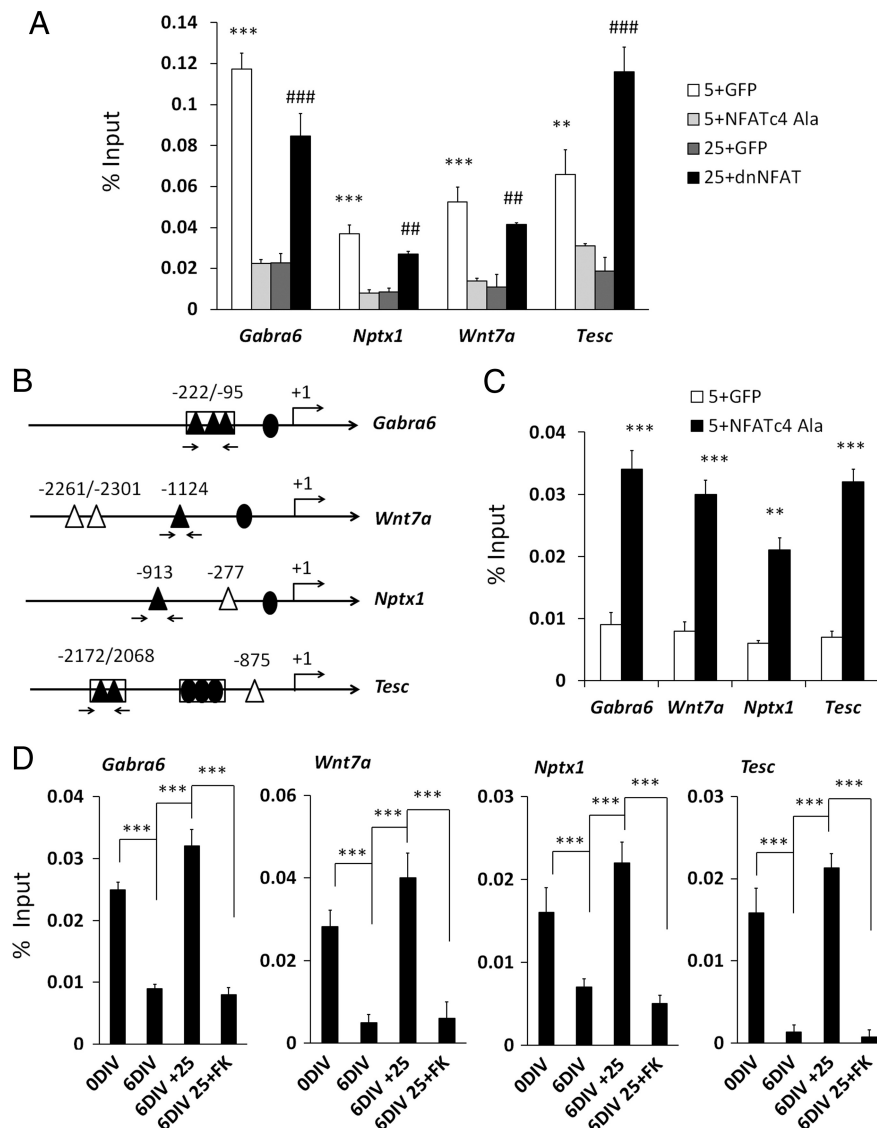 A
% Input
0.14
0.12
0.1
0.08
0.06
0.04
0.02
0
***
###
***
##
***
##
**
###
Gabra6
Nptx1
Wnt7a
Tesc
5+GFP
5+NFATc4 Ala
25+GFP
25+dnNFAT
B
-222/-95
+1
Gabra6
-2261/-2301
-1124
+1
Wnt7a
-913
-277
+1
Nptx1
-2172/2068
-875
+1
Tesc
C
5+GFP
5+NFATc4 Ala
% Input
0.04
0.03
0.02
0.01
0
***
***
**
***
Gabra6
Wnt7a
Nptx1
Tesc
D
% Input
Gabra6
0.04
0.03
0.02
0.01
0
***
***
***
0DIV
6DIV
6DIV +25
6DIV 25+FK
Wnt7a
0.06
0.04
0.02
0.00
***
***
***
0DIV
6DIV
6DIV +25
6DIV 25+FK
Nptx1
0.03
0.02
0.01
0
***
***
***
0DIV
6DIV
6DIV +25
6DIV 25+FK
Tesc
0.03
0.02
0.01
0
***
***
***
0DIV
6DIV
6DIV +25
6DIV 25+FK